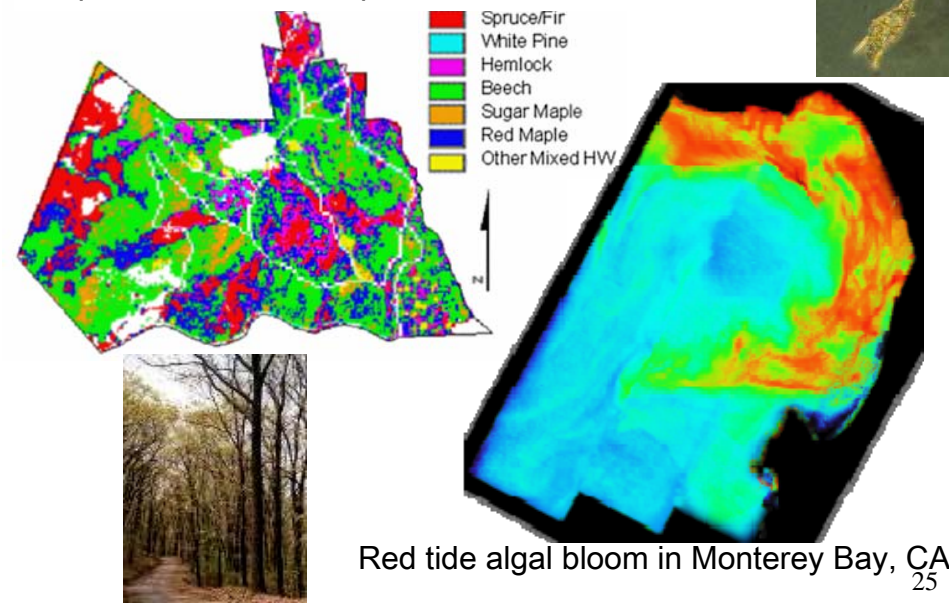 Spruce/Fir
White Pine
Hemlock
Beech
Sugar Maple
Red Maple
Other Mixed HW
N
Red tide algal bloom in Monterey Bay, CA
25